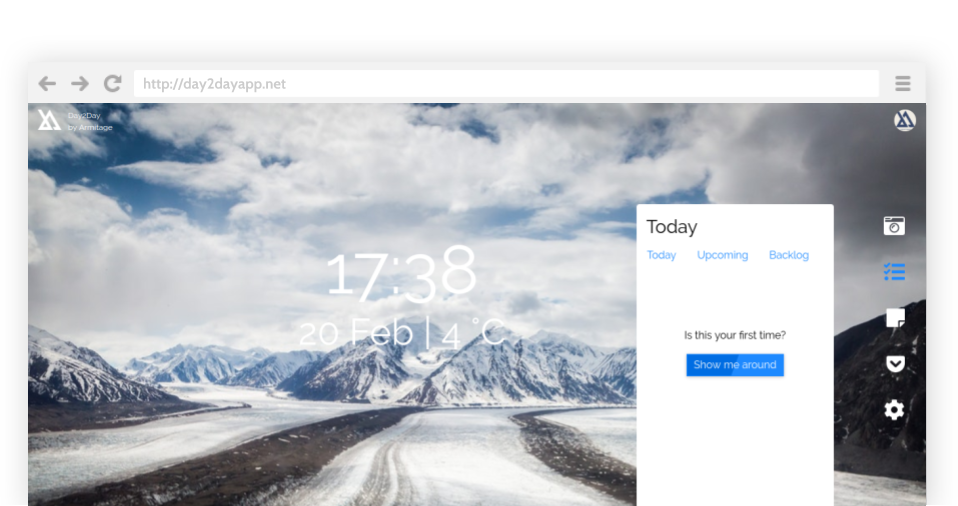 http://day2dayapp.net
Day2Day
by Armitage
17:38
20 Feb | 4 °C
Today
Today Upcoming Backlog
Is this your first time?
Show me around